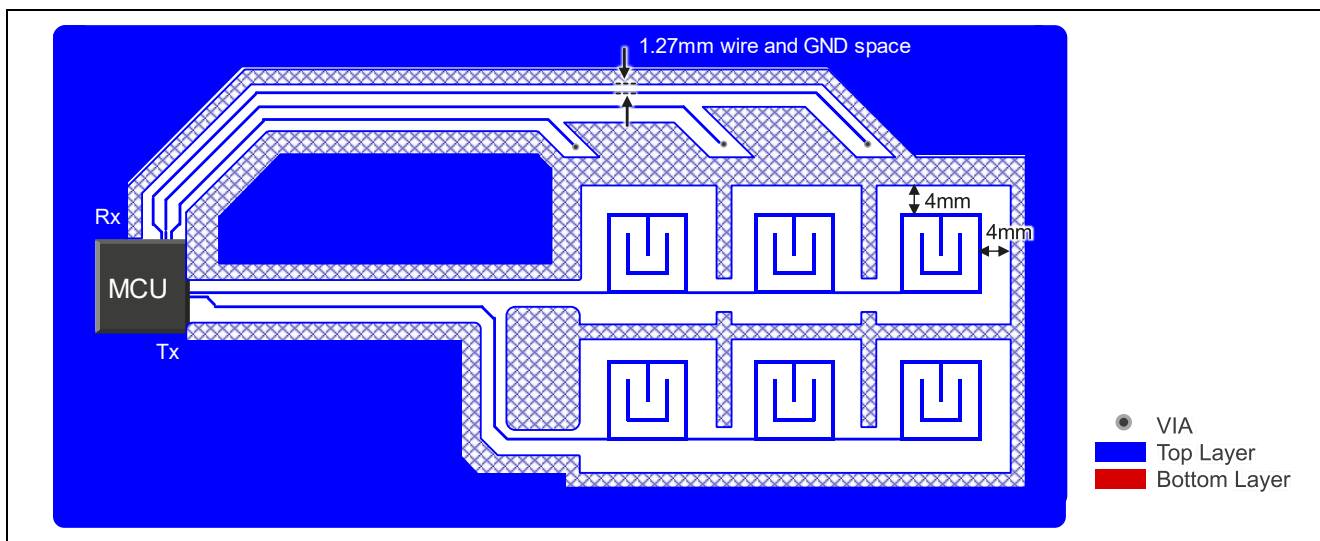 1.27mm wire and GND space
4mm
4mm
Rx
MCU
Tx
VIA
Top Layer
Bottom Layer